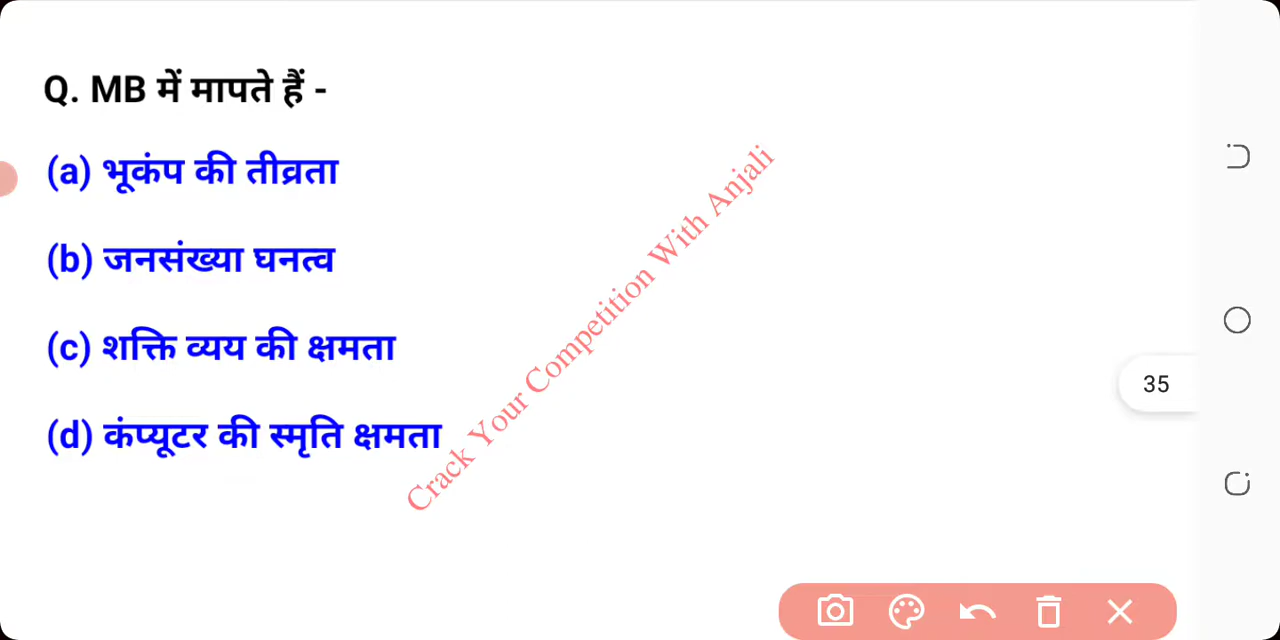 Q. MB में मापते हैं -
(a) भूकंप की तीव्रता
(b) जनसंख्या घनत्व
(c) शक्ति व्यय की क्षमता
(d) कंप्यूटर की स्मृति क्षमता
Crack Your Competition With Anjali
35